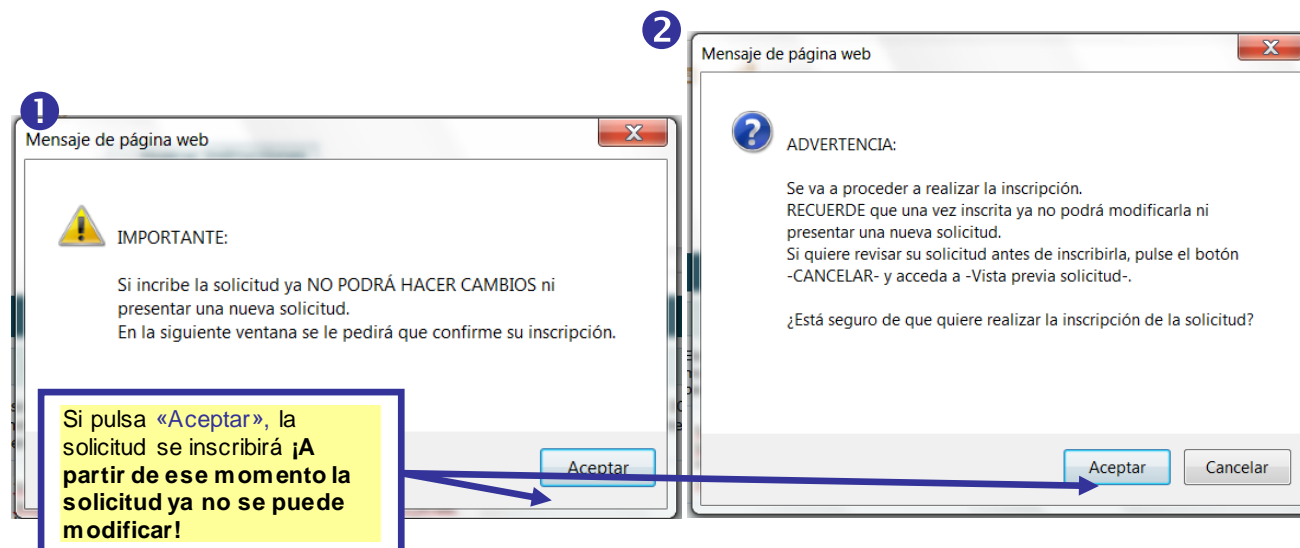 1
Mensaje de página web
X
IMPORTANTE:
Si incribe la solicitud ya NO PODRÁ HACER CAMBIOS ni
presentar una nueva solicitud.
En la siguiente ventana se le pedirá que confirme su inscripción.
Aceptar
Si pulsa «Aceptar», la
solicitud se inscribirá ¡A
partir de ese momento la
solicitud ya no se puede
modificar!
2
Mensaje de página web
X
?
ADVERTENCIA:
Se va a proceder a realizar la inscripción.
RECUERDE que una vez inscrita ya no podrá modificarla ni
presentar una nueva solicitud.
Si quiere revisar su solicitud antes de inscribirla, pulse el botón
-CANCELAR- y acceda a -Vista previa solicitud-.
¿Está seguro de que quiere realizar la inscripción de la solicitud?
Aceptar
Cancelar